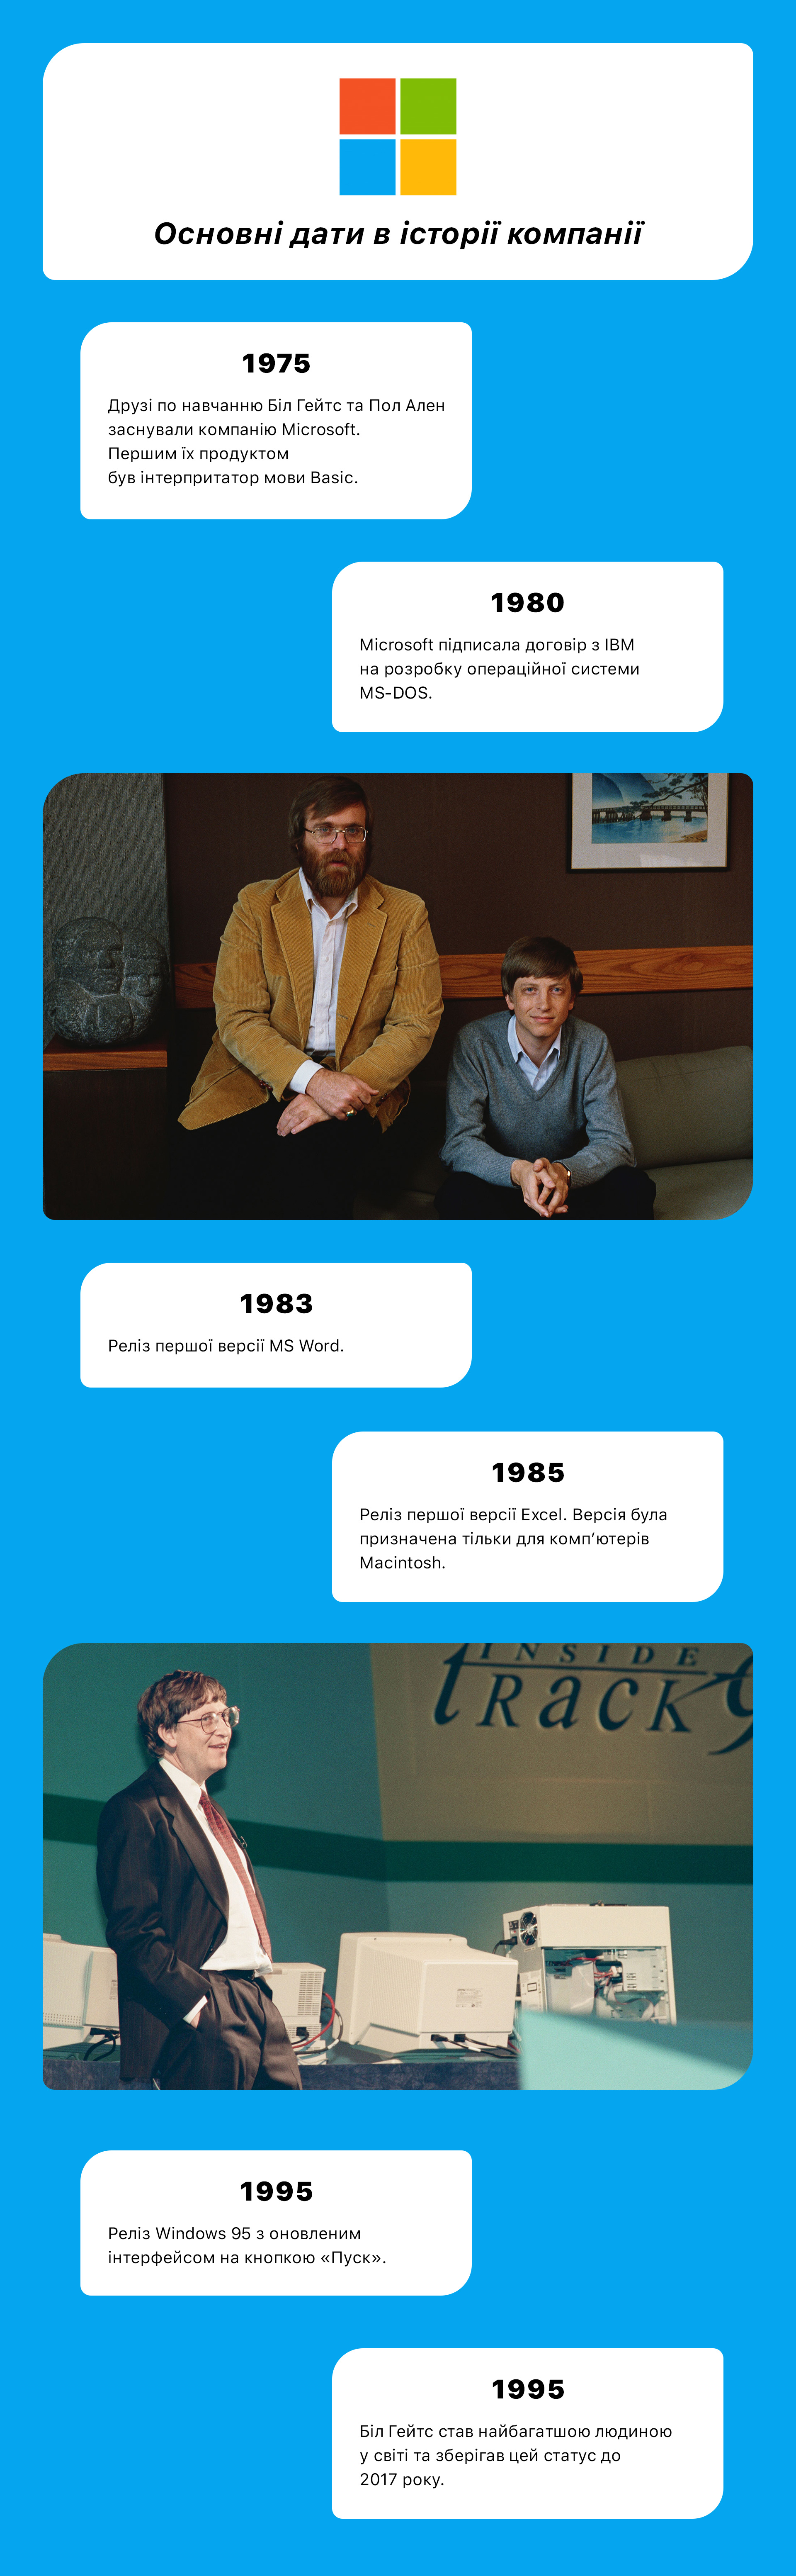 Основні дати в історії компанії
1975
Друзі по навчанню Біл Гейтс та Пол Ален
заснували компанію Microsoft.
Першим їх продуктом
був інтерпритатор мови Basic.
1980
Microsoft підписала договір з IBM
на розробку операційної системи
MS-DOS.
1983
Реліз першої версії MS Word.
1985
Реліз першої версії Excel. Версія була
призначена тільки для комп’ютерів
Macintosh.
INSIDE
tRACK
1995
Реліз Windows 95 з оновленим
інтерфейсом на кнопкою «Пуск».
1995
Біл Гейтс став найбагатшою людиною
у світі та зберігав цей статус до
2017 року.